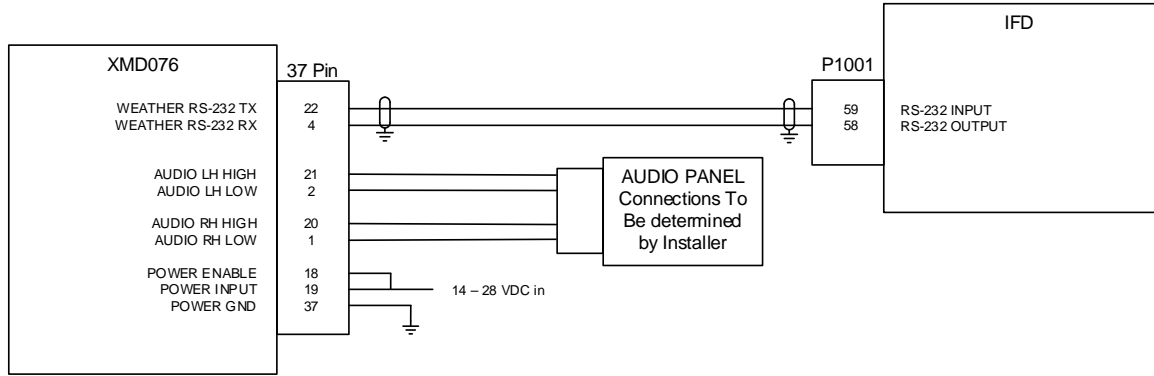 IFD
XMD076
37 Pin
P1001
WEATHER RS-232 TX 22 59 RS-232 INPUT
WEATHER RS-232 RX 4 58 RS-232 OUTPUT
AUDIO LH HIGH 21
AUDIO LH LOW 2
AUDIO RH HIGH 20
AUDIO RH LOW 1
AUDIO PANEL
Connections To
Be determined
by Installer
POWER ENABLE 18
POWER INPUT 19 14 – 28 VDC in
POWER GND 37